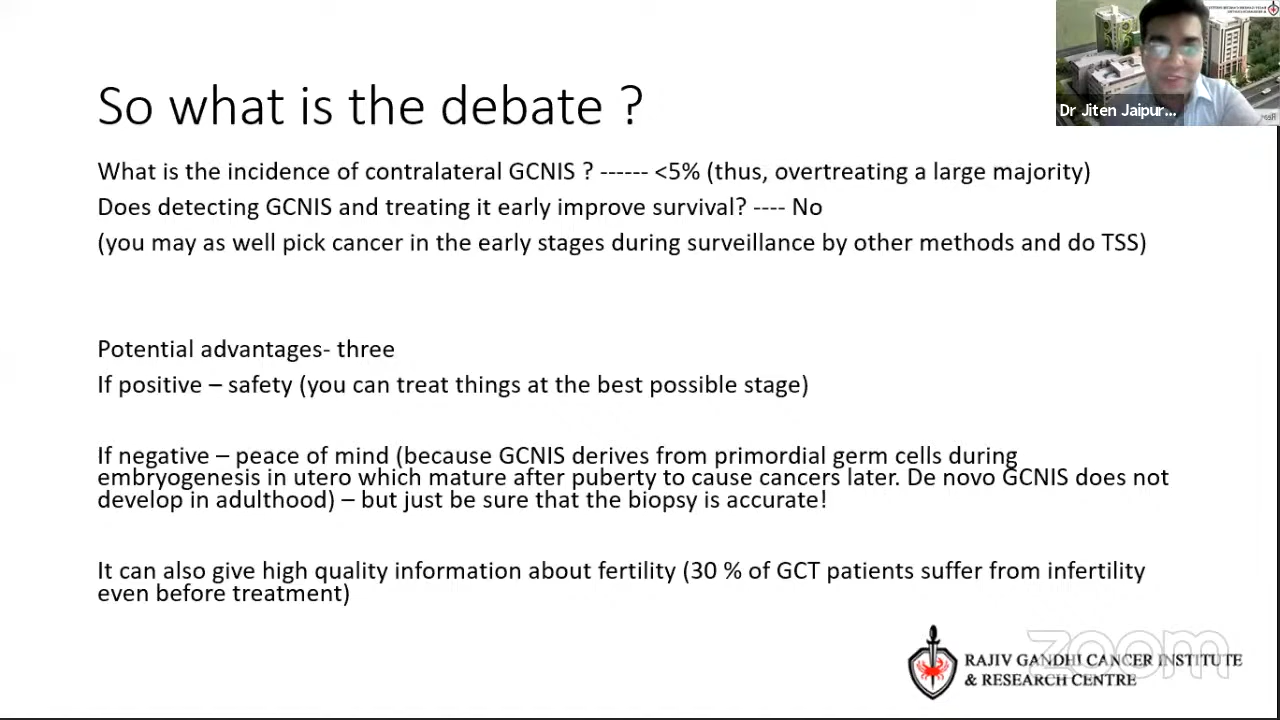 So what is the debate ?
Dr Jiten Jaipur...
What is the incidence of contralateral GCNIS ? ------ <5% (thus, overtreating a large majority)
Does detecting GCNIS and treating it early improve survival? ---- No
(you may as well pick cancer in the early stages during surveillance by other methods and do TSS)
Potential advantages- three
If positive – safety (you can treat things at the best possible stage)
If negative – peace of mind (because GCNIS derives from primordial germ cells during
embryogenesis in utero which mature after puberty to cause cancers later. De novo GCNIS does not
develop in adulthood) – but just be sure that the biopsy is accurate!
It can also give high quality information about fertility (30 % of GCT patients suffer from infertility
even before treatment)
zoom
RAJIV GANDHI CANCER INSTITUTE
& RESEARCH CENTRE